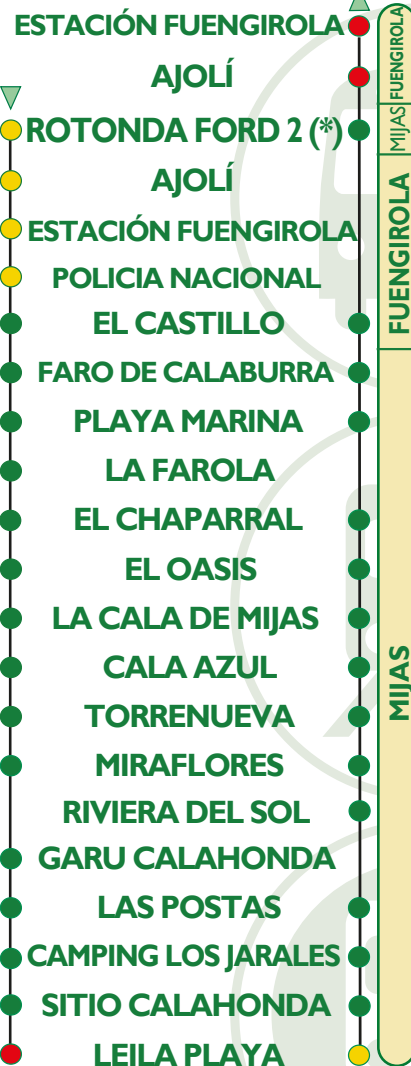 ESTACIÓN FUENGIROLA
AJOLÍ
ROTONDA FORD 2 (*)
AJOLÍ
ESTACIÓN FUENGIROLA
POLICIA NACIONAL
EL CASTILLO
FARO DE CALABURRA
PLAYA MARINA
LA FAROLA
EL CHAPARRAL
EL OASIS
LA CALA DE MIJAS
CALA AZUL
TORRENUEVA
MIRAFLORES
RIVIERA DEL SOL
GARU CALAHONDA
LAS POSTAS
CAMPING LOS JARALES
SITIO CALAHONDA
LEILA PLAYA
FUENGIROLA
MIJAS
FUENGIROLA
MIJAS